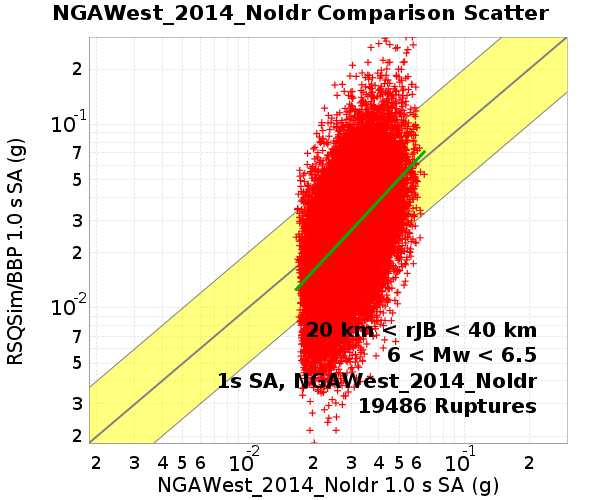 NGAWest_2014_NoIdr Comparison Scatter
RSQSim/BBP 1.0 s SA (g)
2
10-1
7
5
3
2
10-2
7
5
3
2
20 km < rJB < 40 km
6 < Mw < 6.5
1s SA, NGAWest_2014_NoIdr
19486 Ruptures
2 3 4 5 6 10-2 2 3 4 5 6 10-1 2
NGAWest_2014_NoIdr 1.0 s SA (g)